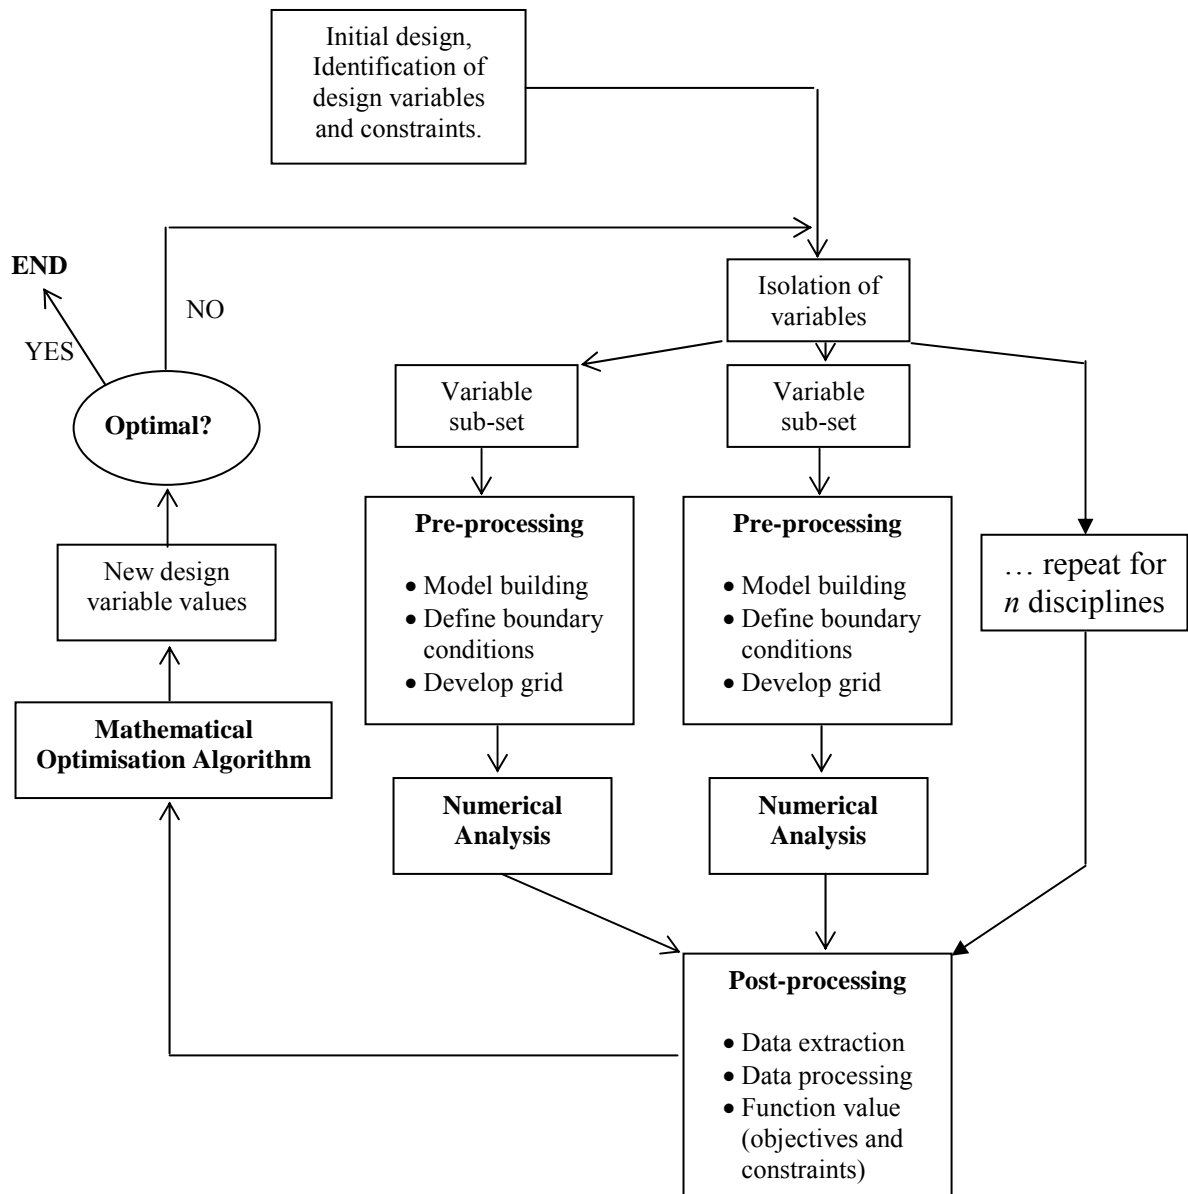 Initial design,
Identification of
design variables
and constraints.
END
NO
YES
Optimal?
Isolation of
variables
Variable
sub-set
Variable
sub-set
Pre-processing
• Model building
• Define boundary
conditions
• Develop grid
Pre-processing
• Model building
• Define boundary
conditions
• Develop grid
… repeat for
n disciplines
New design
variable values
Mathematical
Optimisation Algorithm
Numerical
Analysis
Numerical
Analysis
Post-processing
• Data extraction
• Data processing
• Function value
(objectives and
constraints)